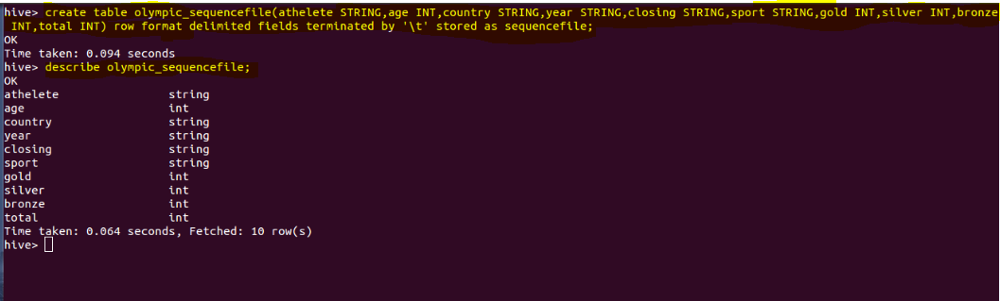 hive> create table olympic_sequencefile(athelete STRING,age INT,country STRING,year STRING,closing STRING,sport STRING,gold INT,silver INT,bronze
INT,total INT) row format delimited fields terminated by '\t' stored as sequencefile;
OK
Time taken: 0.094 seconds
hive> describe olympic_sequencefile;
OK
athelete string
age int
country string
year string
closing string
sport string
gold int
silver int
bronze int
total int
Time taken: 0.064 seconds, Fetched: 10 row(s)
hive>